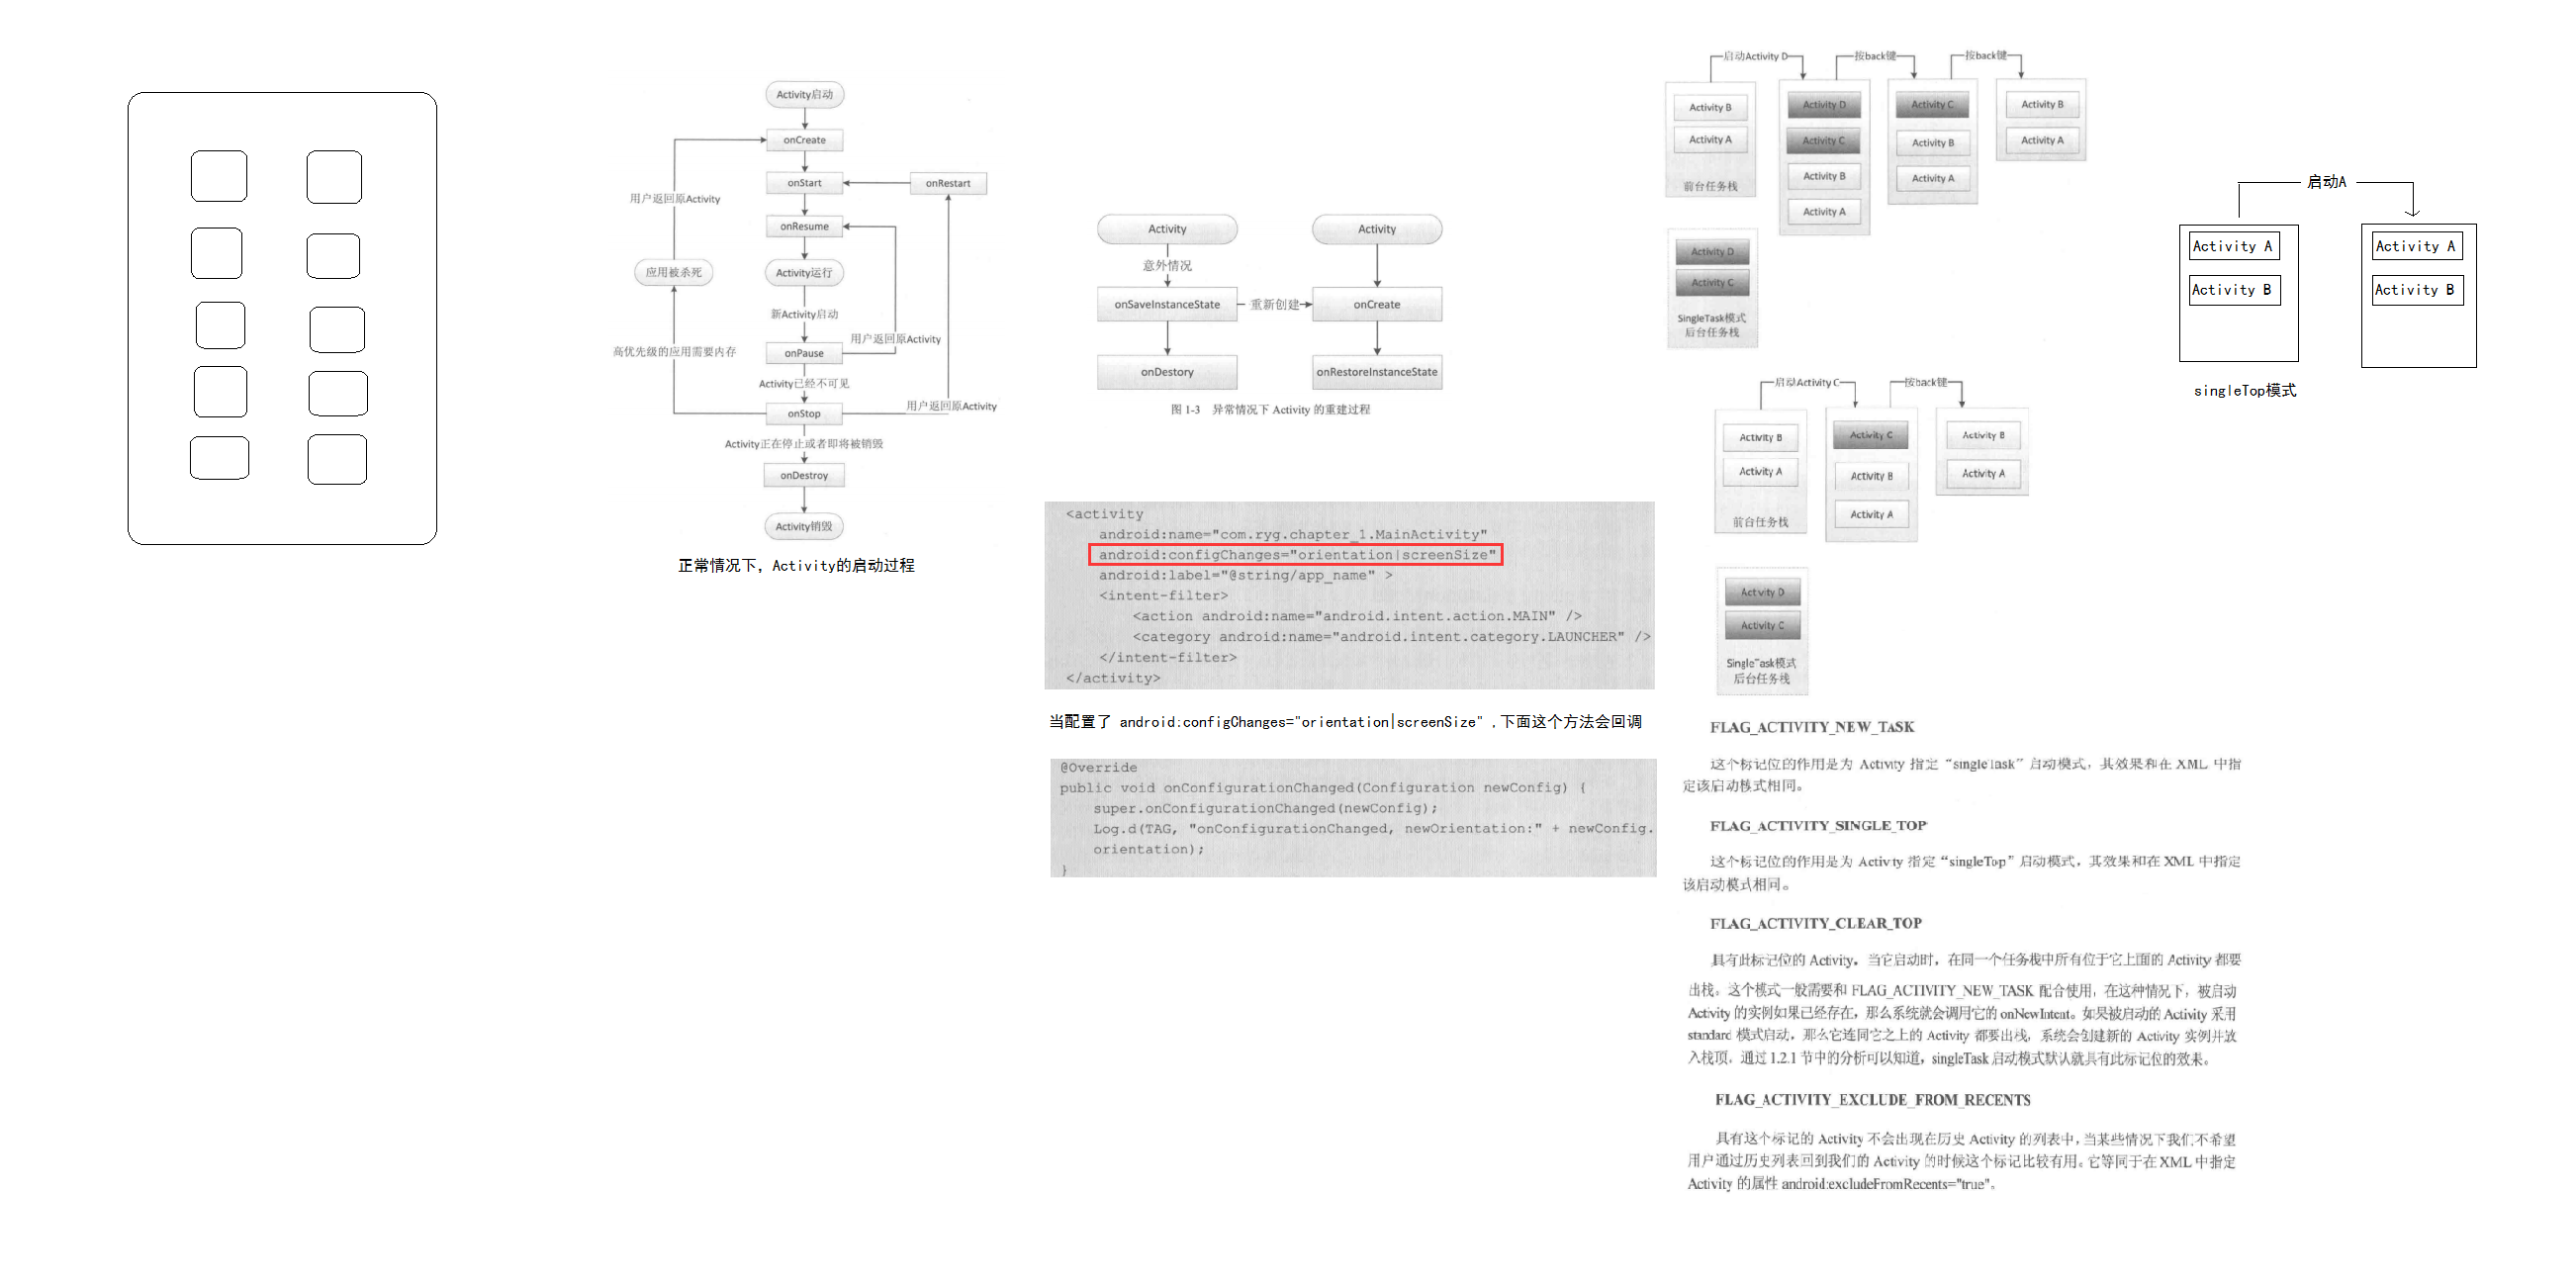 Activity启动
onCreate
onStart
onRestart
用户返回原Activity
onResume
应用被杀死
Activity运行
新Activity启动
用户返回原Activity
高优先级的应用需要内存
onPause
Activity已经不可见
用户返回原Activity
onStop
Activity正在停止或者即将被销毁
onDestroy
Activity销毁
正常情况下，Activity的启动过程
Activity
Activity
意外情况
onSaveInstanceState
重新创建
onCreate
onDestory
onRestoreInstanceState
图 1-3 异常情况下 Activity 的重建过程
<activity
android:name="com.ryg.chapter_1.MainActivity"
android:configChanges="orientation|screenSize"
android:label="@string/app_name" >
<intent-filter>
<action android:name="android.intent.action.MAIN" />
<category android:name="android.intent.category.LAUNCHER" />
</intent-filter>
</activity>
当配置了 android:configChanges="orientation|screenSize" ,下面这个方法会回调
@Override
public void onConfigurationChanged(Configuration newConfig) {
super.onConfigurationChanged(newConfig);
Log.d(TAG, "onConfigurationChanged, newOrientation:" + newConfig.
orientation);
}
启动Activity D
按back键
按back键
Activity B
Activity A
前台任务栈
Activity D
Activity C
Activity B
Activity A
Activity C
Activity B
Activity A
Activity B
Activity A
Activity D
Activity C
SingleTask模式
后台任务栈
启动Activity C
按back键
Activity B
Activity A
前台任务栈
Activity C
Activity B
Activity A
Activity B
Activity A
Activity D
Activity C
SingleTask模式
后台任务栈
启动A
Activity A
Activity B
Activity A
Activity B
singleTop模式
FLAG_ACTIVITY_NEW_TASK
这个标记位的作用是为 Activity 指定“singleTask”启动模式，其效果和在 XML 中指
定该启动模式相同。
FLAG_ACTIVITY_SINGLE_TOP
这个标记位的作用是为 Activity 指定“singleTop”启动模式，其效果和在 XML 中指定
该启动模式相同。
FLAG_ACTIVITY_CLEAR_TOP
具有此标记位的 Activity，当它启动时，在同一个任务栈中所有位于它上面的 Activity 都要
出栈。这个模式一般需要和 FLAG_ACTIVITY_NEW_TASK 配合使用，在这种情况下，被启动
Activity 的实例如果已经存在，那么系统就会调用它的 onNewIntent。如果被启动的 Activity 采用
standard 模式启动，那么它连同它之上的 Activity 都要出栈，系统会创建新的 Activity 实例并放
入栈顶，通过 1.2.1 节中的分析可以知道，singleTask 启动模式默认就具有此标记位的效果。
FLAG_ACTIVITY_EXCLUDE_FROM_RECENTS
具有这个标记的 Activity 不会出现在历史 Activity 的列表中，当某些情况下我们不希望
用户通过历史列表回到我们的 Activity 的时候这个标记比较有用。它等同于在 XML 中指定
Activity 的属性 android:excludeFromRecents="true"。